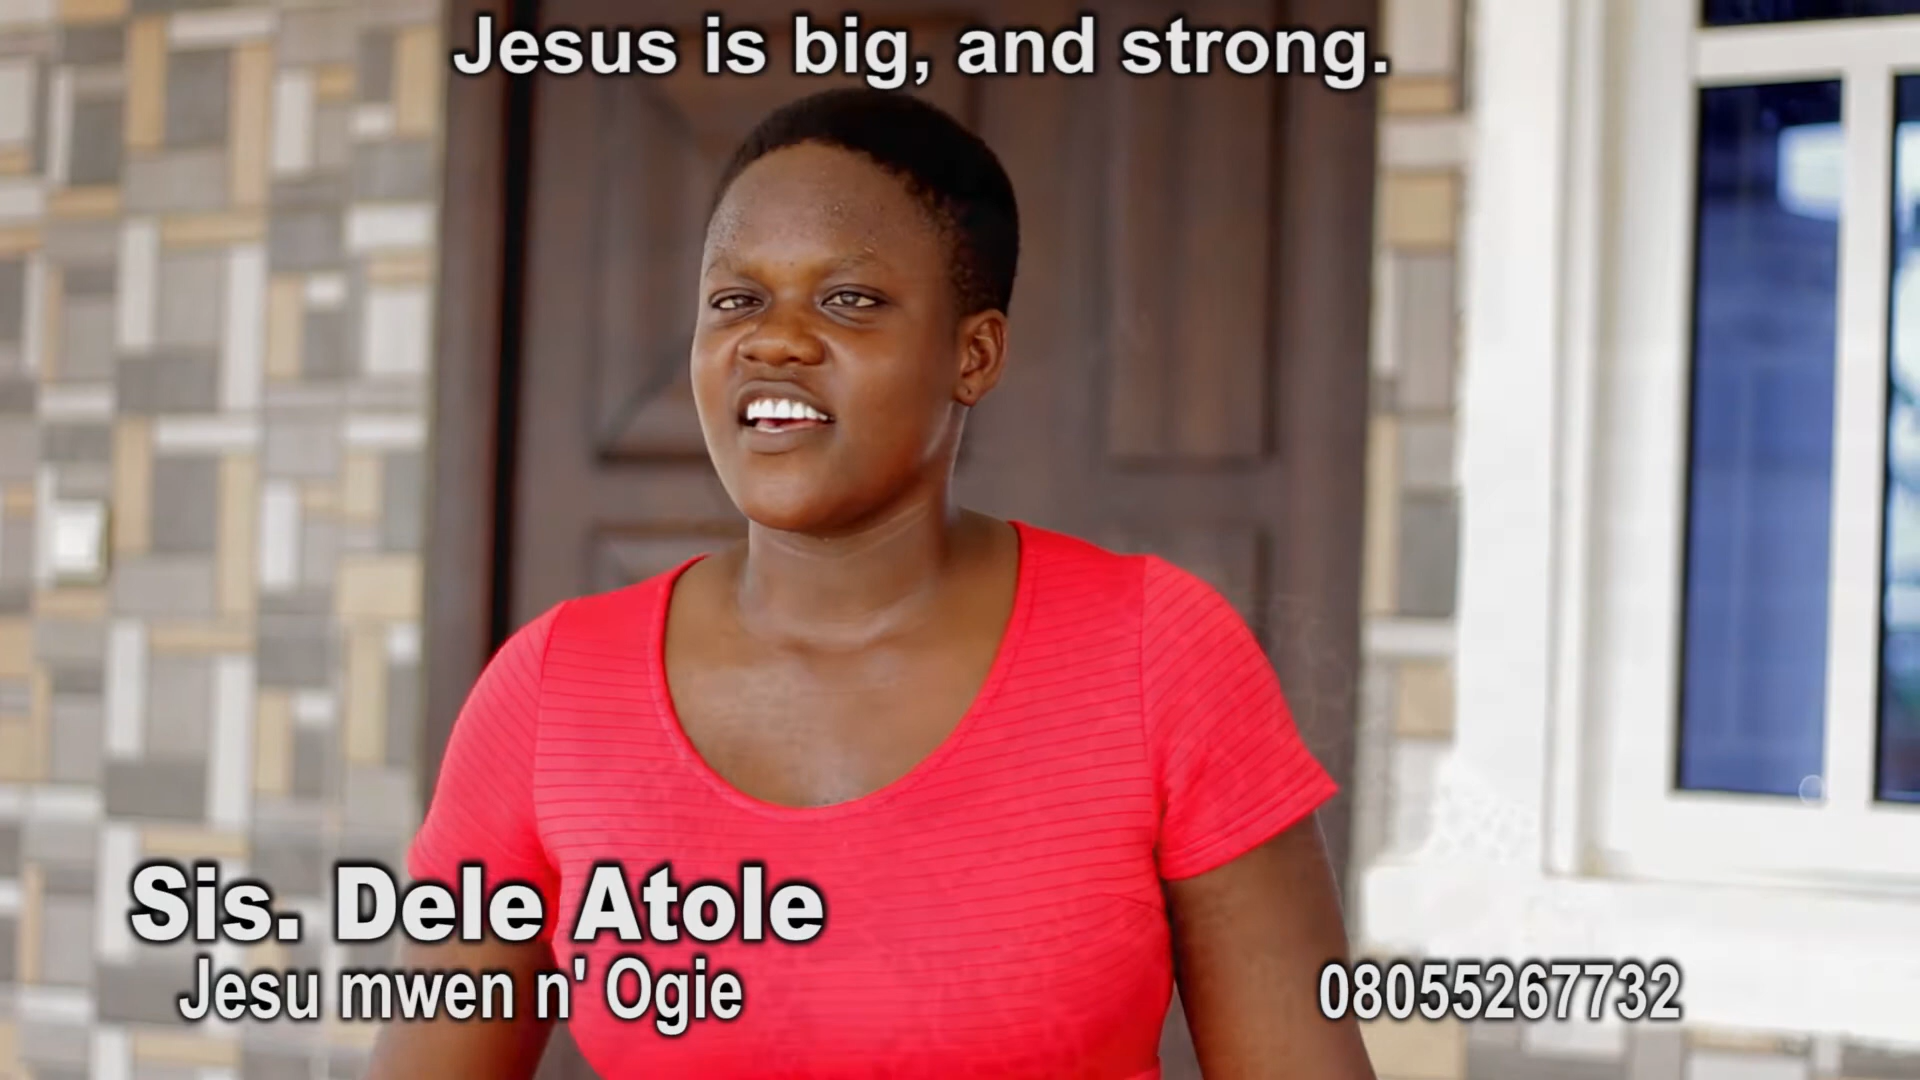 Jesus is big, and strong.
Sis. Dele Atole
Jesu mwen n' Ogie
08055267732